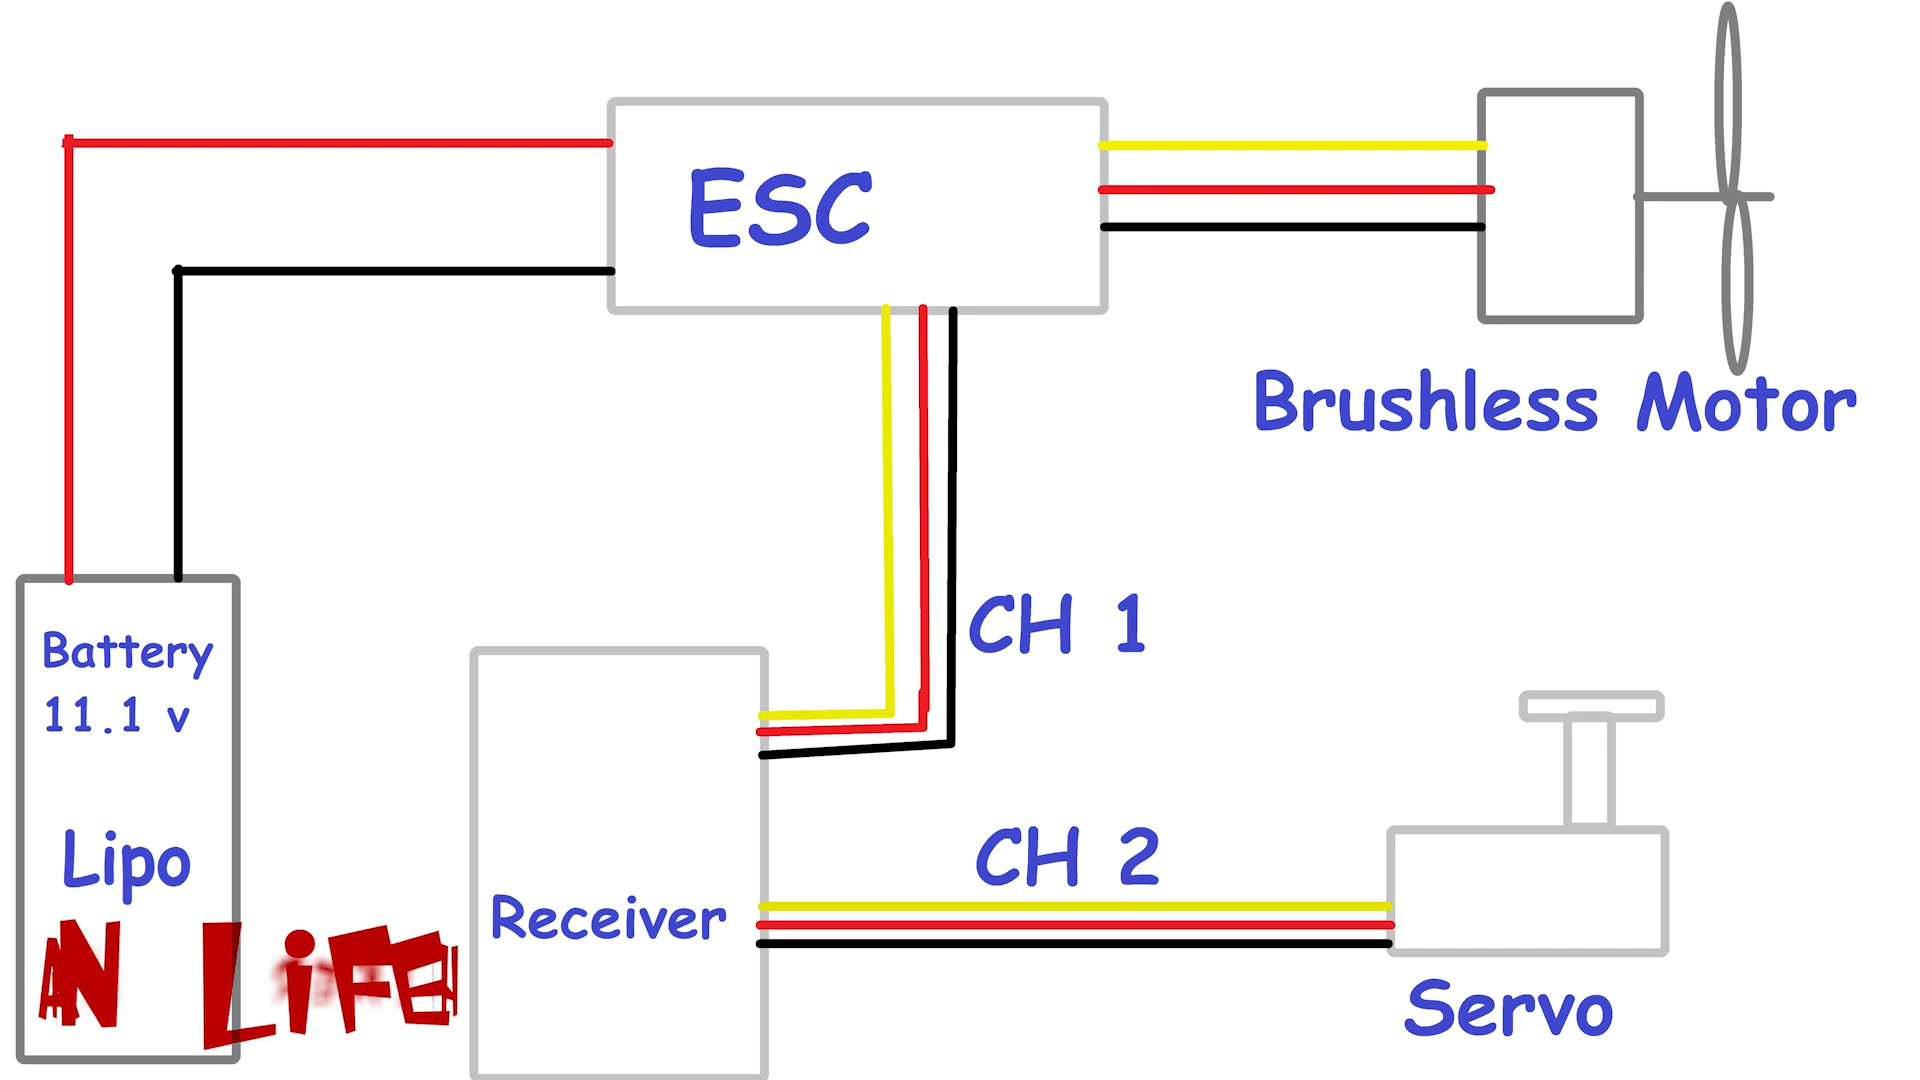 ESC
Brushless Motor
CH 1
Battery
11.1 v
Lipo
CH 2
Receiver
Servo
N LiFE